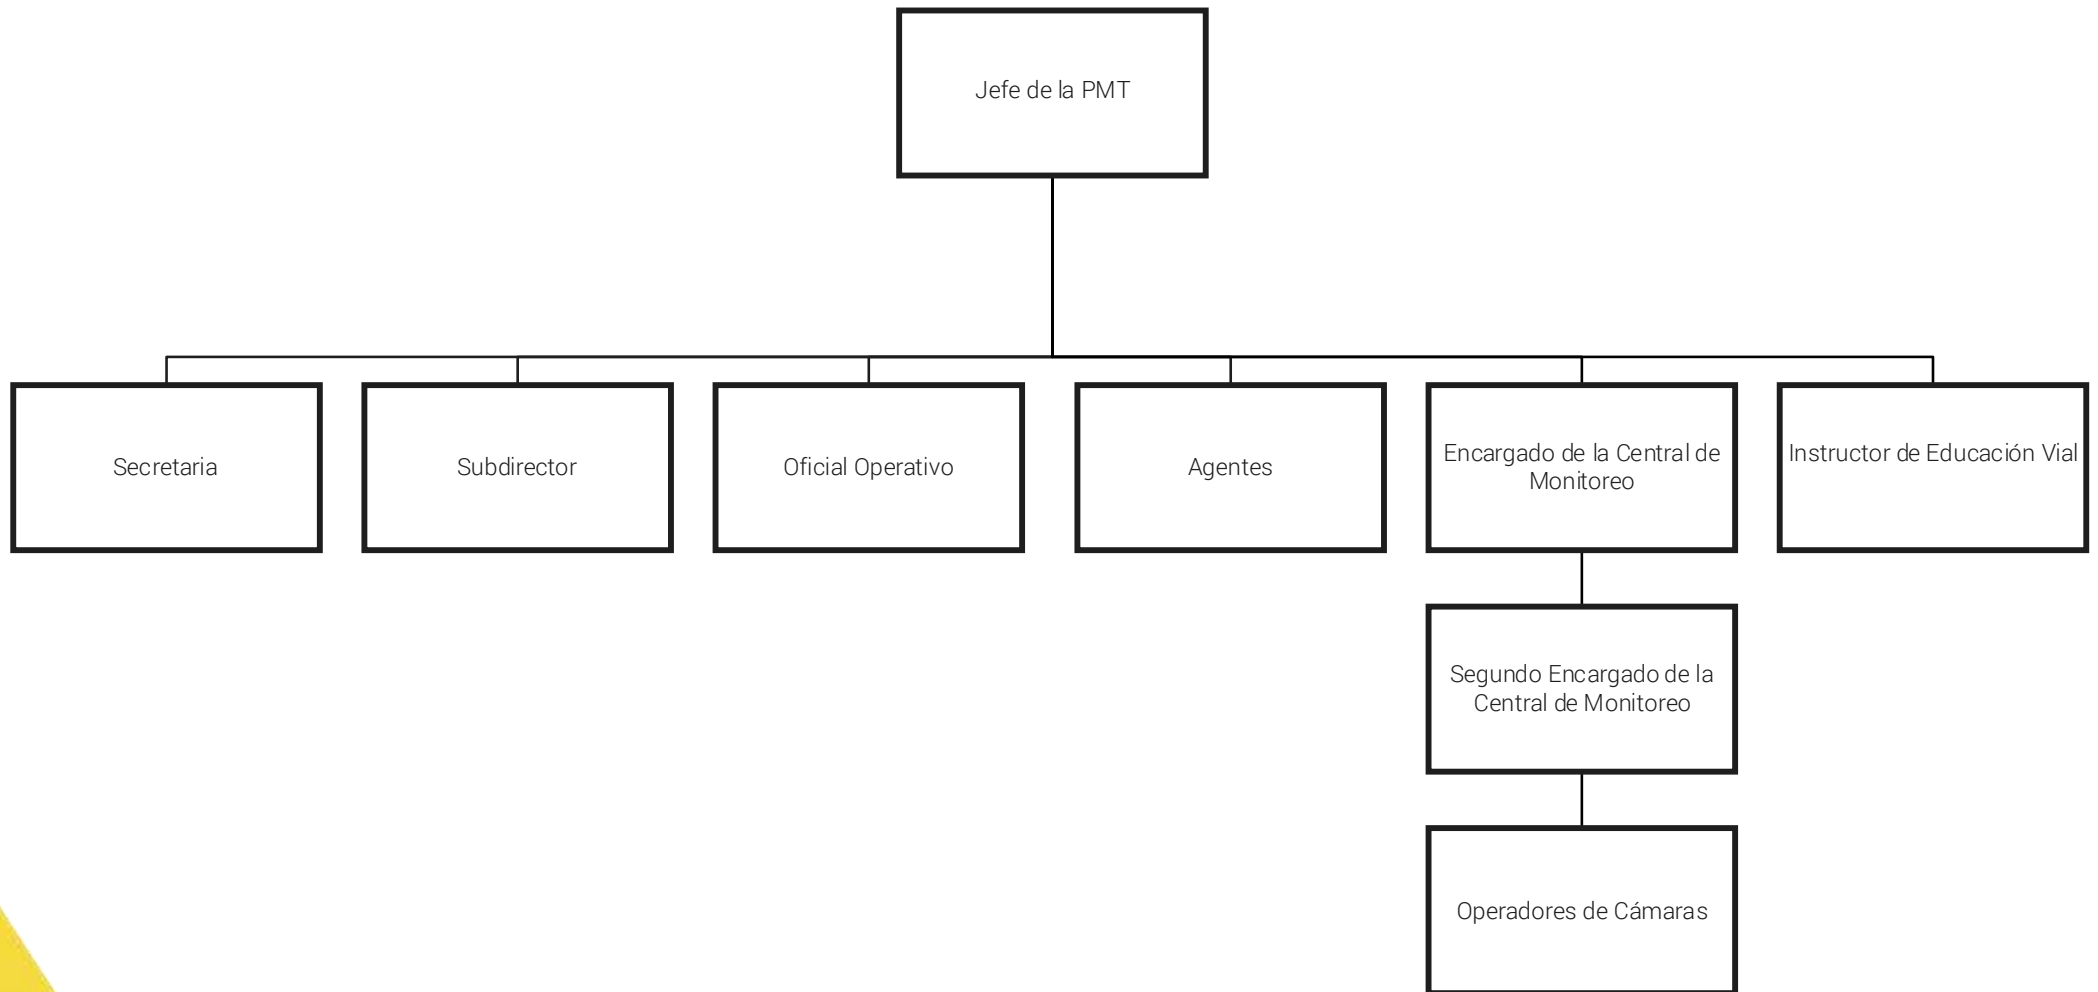 Jefe de la PMT
Secretaria
Subdirector
Oficial Operativo
Agentes
Encargado de la Central de
Monitoreo
Instructor de Educación Vial
Segundo Encargado de la
Central de Monitoreo
Operadores de Cámaras